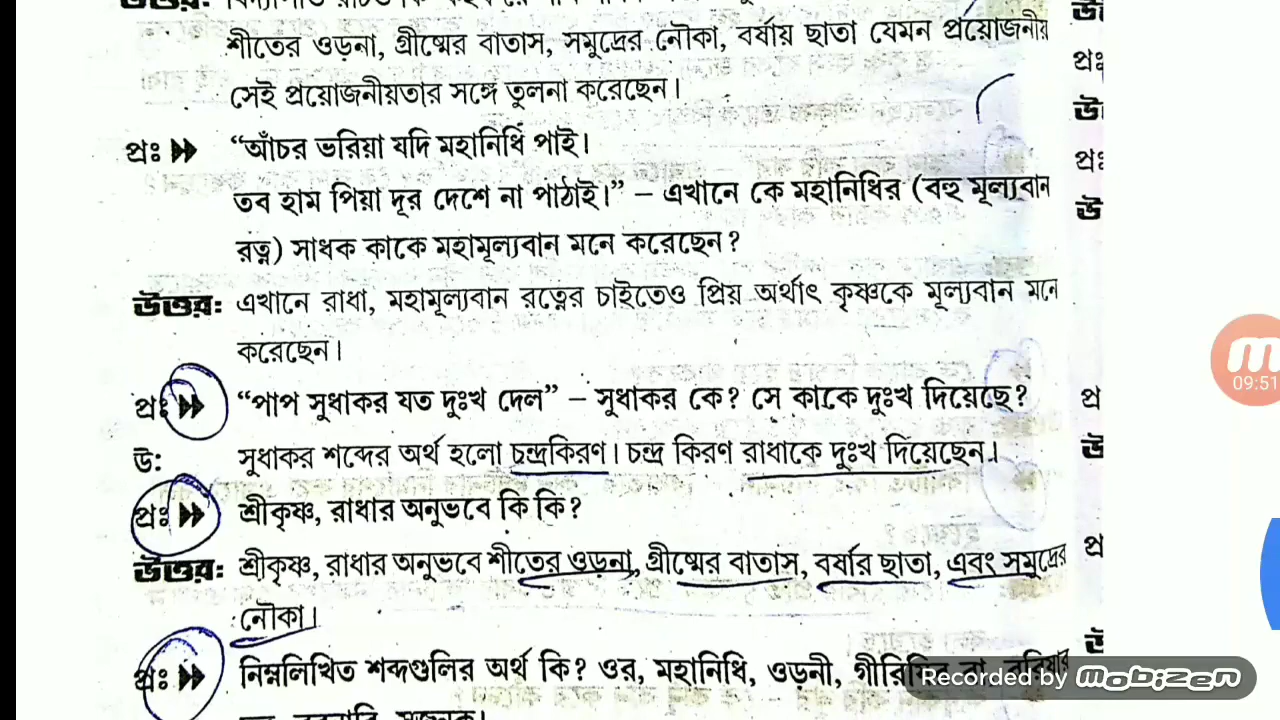 শীতের ওড়না, গ্রীষ্মের বাতাস, সমুদ্রের নৌকা, বর্ষায় ছাতা যেমন প্রয়োজনীয়
সেই প্রয়োজনীয়তার সঙ্গে তুলনা করেছেন।
প্রঃ "আঁচর ভরিয়া যদি মহানিধি পাই।
তব হাম পিয়া দূর দেশে না পাঠাই।" – এখানে কে মহানিধির (বহু মূল্যবান
রত্ন) সাধক কাকে মহামূল্যবান মনে করেছেন?
উত্তর: এখানে রাধা, মহামূল্যবান রত্নের চাইতেও প্রিয় অর্থাৎ কৃষ্ণকে মূল্যবান মনে
করেছেন।
প্রঃ "পাপ সুধাকর যত দুঃখ দেল" – সুধাকর কে? সে কাকে দুঃখ দিয়েছে?
উ: সুধাকর শব্দের অর্থ হলো চন্দ্রকিরণ। চন্দ্র কিরণ রাধাকে দুঃখ দিয়েছেন।
প্রঃ শ্রীকৃষ্ণ, রাধার অনুভবে কি কি?
উত্তর: শ্রীকৃষ্ণ, রাধার অনুভবে শীতের ওড়না, গ্রীষ্মের বাতাস, বর্ষার ছাতা, এবং সমুদ্রের
নৌকা।
প্রঃ নিম্নলিখিত শব্দগুলির অর্থ কি? ওর, মহানিধি, ওড়নী,
প্রঃ
প্রঃ
প্র
উ
প্র
09:51
Recorded by mobizen